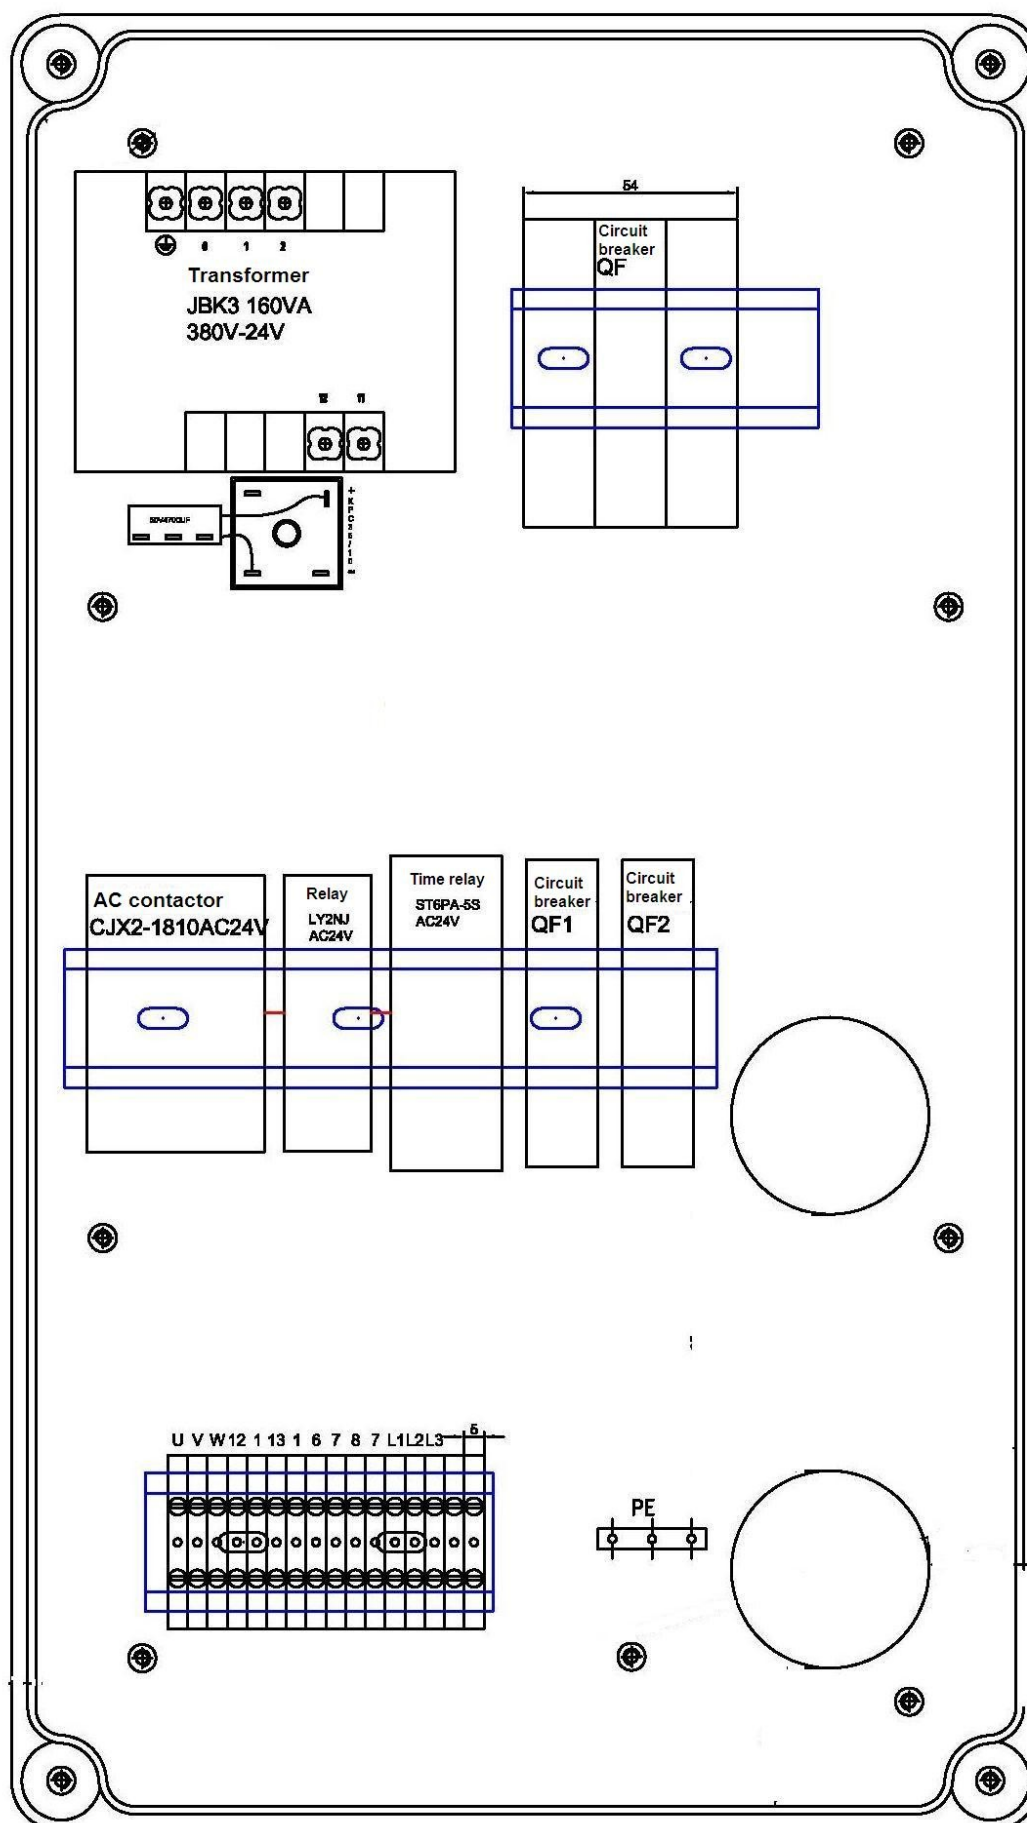 54
Circuit
breaker
QF
1 2
Transformer
JBK3 160VA
380V-24V
12 11
50V4700UF
Time relay
ST6PA-5S
AC24V
AC contactor
CJX2-1810AC24V
Relay
LY2NJ
AC24V
Circuit
breaker
QF1
Circuit
breaker
QF2
U V W 12 1 13 1 6 7 8 7 L1 L2 L3
5
PE